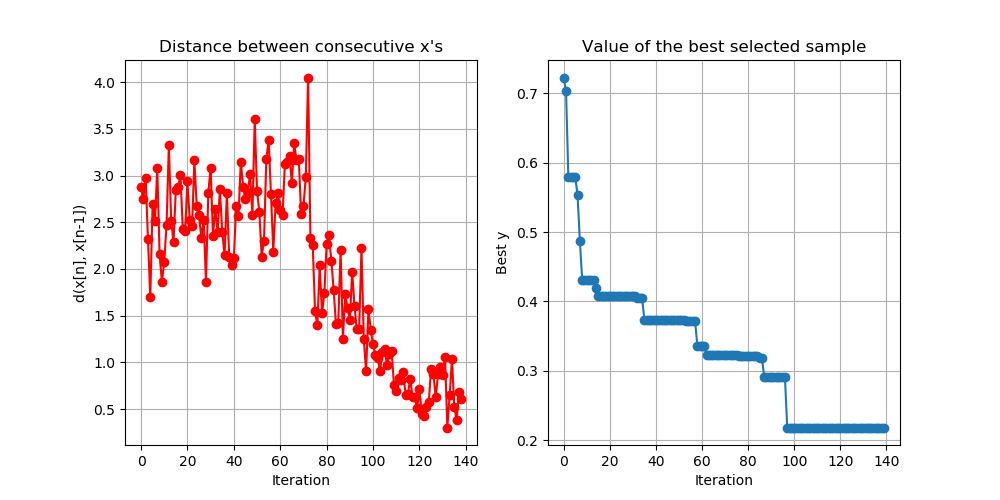 Distance between consecutive x's
d(x[n], x[n-1])
4.0
3.5
3.0
2.5
2.0
1.5
1.0
0.5
0 20 40 60 80 100 120 140
Iteration
Value of the best selected sample
Best y
0.7
0.6
0.5
0.4
0.3
0.2
0 20 40 60 80 100 120 140
Iteration